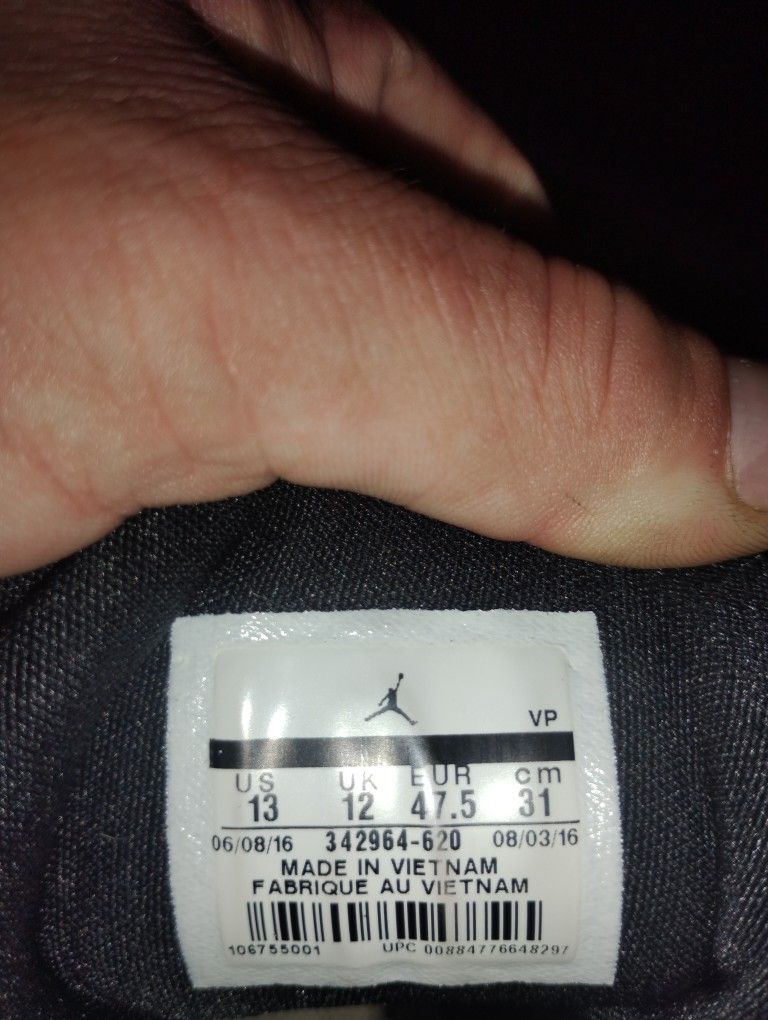 VP
US UK EUR cm
13 12 47.5 31
06/08/16 342964-620 08/03/16
MADE IN VIETNAM
FABRIQUE AU VIETNAM
106755001 UPC 00884776648297